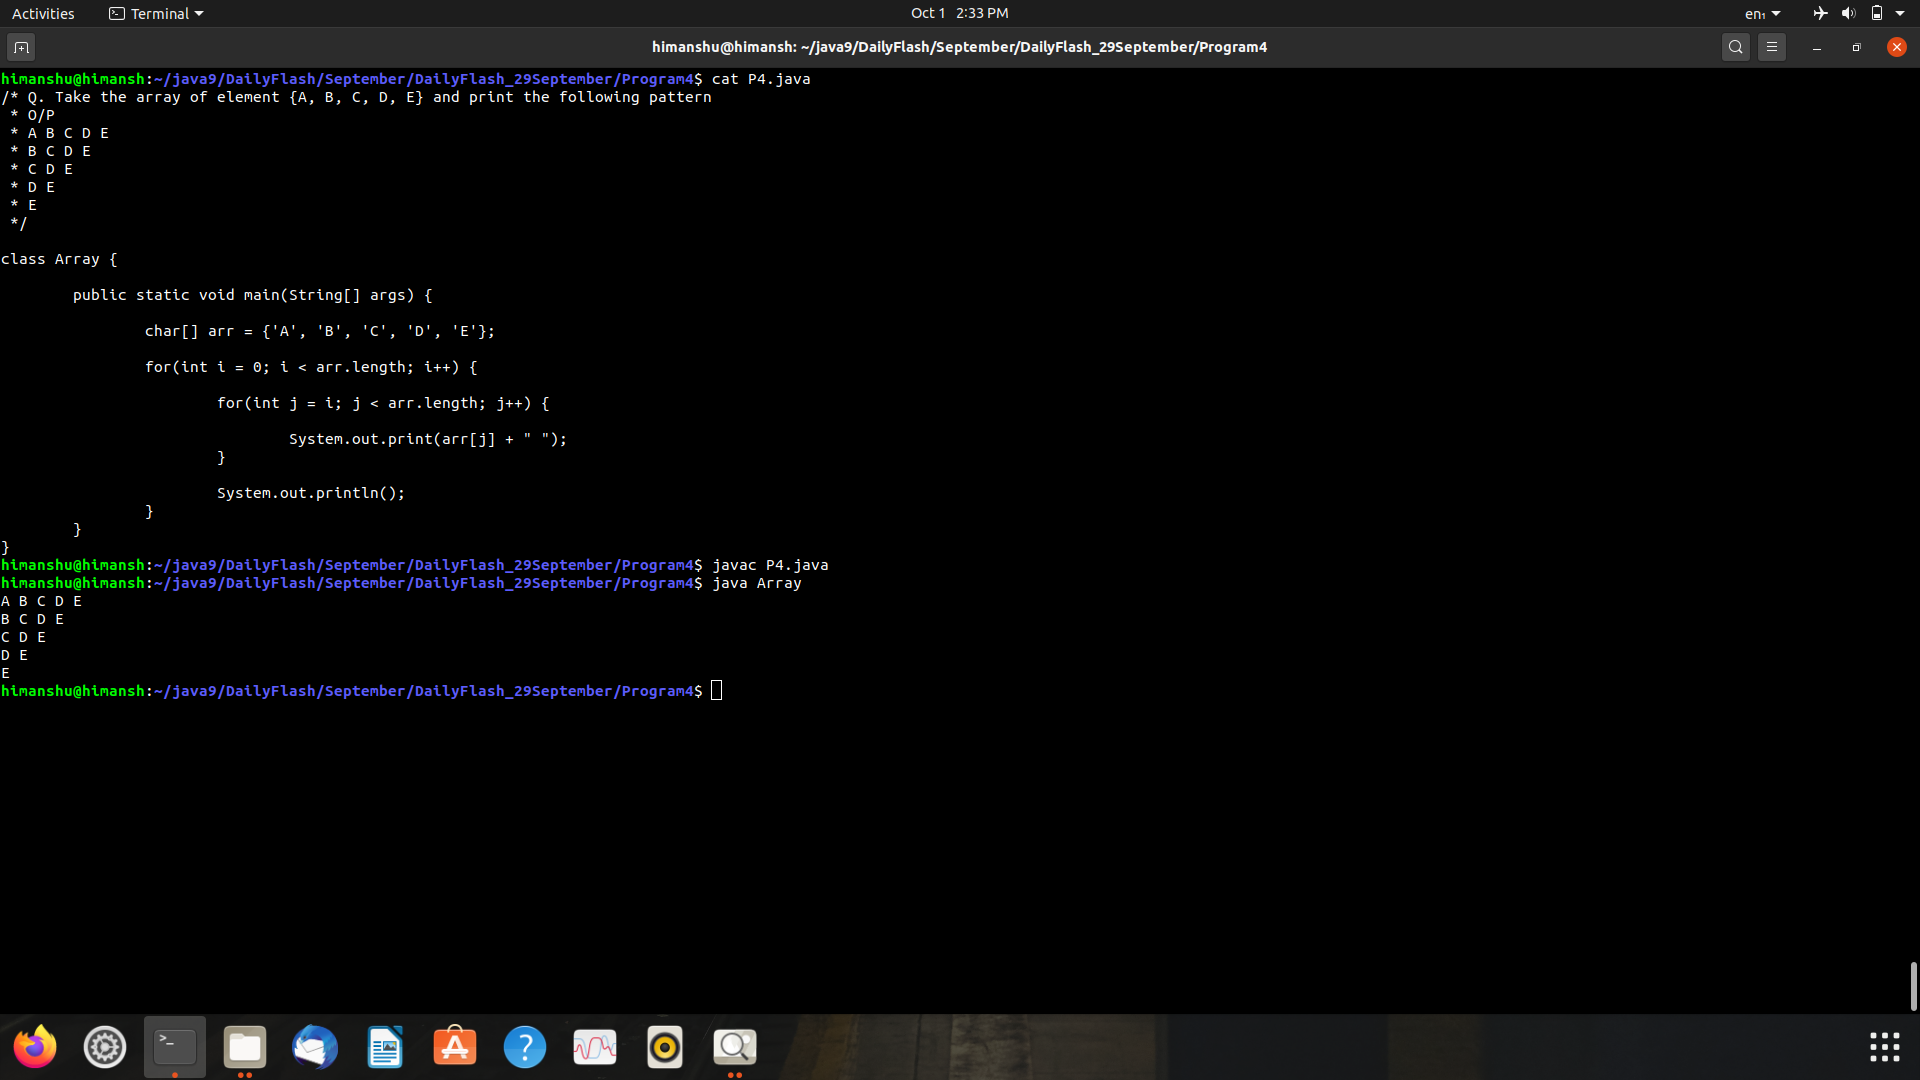 Activities Terminal Oct 1 2:33 PM en₁
himanshu@himansh: ~/java9/DailyFlash/September/DailyFlash_29September/Program4
himanshu@himansh:~/java9/DailyFlash/September/DailyFlash_29September/Program4$ cat P4.java
/* Q. Take the array of element {A, B, C, D, E} and print the following pattern
 * O/P
 * A B C D E
 * B C D E
 * C D E
 * D E
 * E
 */
class Array {
        public static void main(String[] args) {
                char[] arr = {'A', 'B', 'C', 'D', 'E'};
                for(int i = 0; i < arr.length; i++) {
                        for(int j = i; j < arr.length; j++) {
                                System.out.print(arr[j] + " ");
                        }
                        System.out.println();
                }
        }
}
himanshu@himansh:~/java9/DailyFlash/September/DailyFlash_29September/Program4$ javac P4.java
himanshu@himansh:~/java9/DailyFlash/September/DailyFlash_29September/Program4$ java Array
A B C D E
B C D E
C D E
D E
E
himanshu@himansh:~/java9/DailyFlash/September/DailyFlash_29September/Program4$